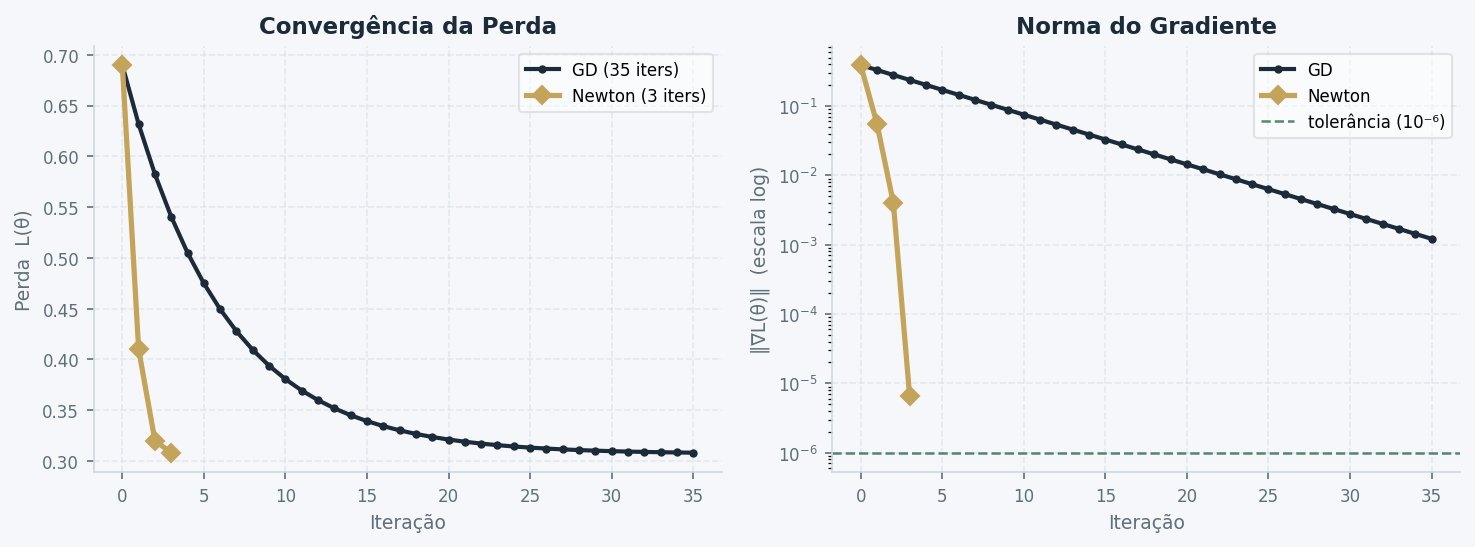 Convergência da Perda
Perda L(θ)
0.70
0.65
0.60
0.55
0.50
0.45
0.40
0.35
0.30
GD (35 iters)
Newton (3 iters)
0 5 10 15 20 25 30 35
Iteração
Norma do Gradiente
‖∇L(θ)‖ (escala log)
10⁻¹
10⁻²
10⁻³
10⁻⁴
10⁻⁵
10⁻⁶
GD
Newton
tolerância (10⁻⁶)
0 5 10 15 20 25 30 35
Iteração